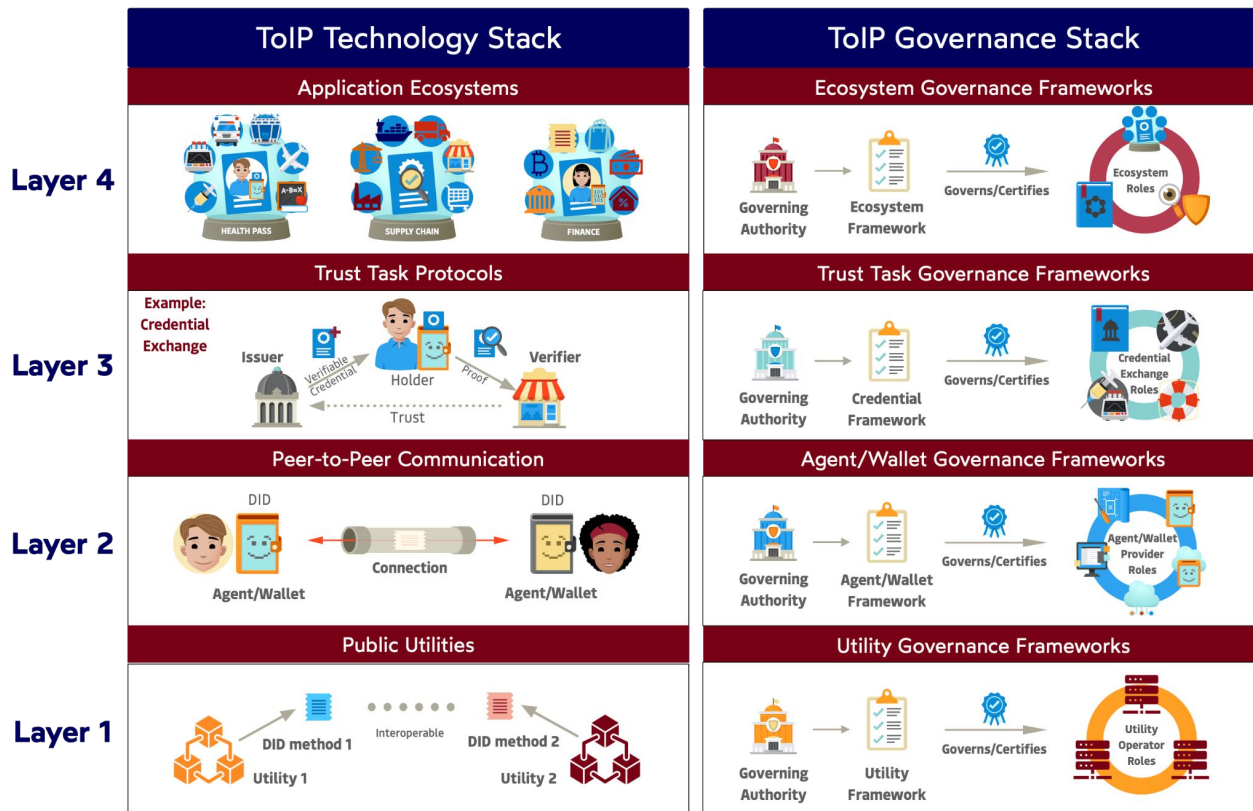 ToIP Technology Stack
ToIP Governance Stack
Layer 4
Application Ecosystems
HEALTH PASS
SUPPLY CHAIN
FINANCE
A-B=X
Ecosystem Governance Frameworks
Governing
Authority
Ecosystem
Framework
Governs/Certifies
Ecosystem
Roles
Layer 3
Trust Task Protocols
Example:
Credential
Exchange
Issuer
Verifiable
Credential
Holder
Proof
Verifier
Trust
Trust Task Governance Frameworks
Governing
Authority
Credential
Framework
Governs/Certifies
Credential
Exchange
Roles
Layer 2
Peer-to-Peer Communication
DID
DID
Connection
Agent/Wallet
Agent/Wallet
Agent/Wallet Governance Frameworks
Governing
Authority
Agent/Wallet
Framework
Governs/Certifies
Agent/Wallet
Provider
Roles
Layer 1
Public Utilities
DID method 1
Interoperable
DID method 2
Utility 1
Utility 2
Utility Governance Frameworks
Governing
Authority
Utility
Framework
Governs/Certifies
Utility
Operator
Roles